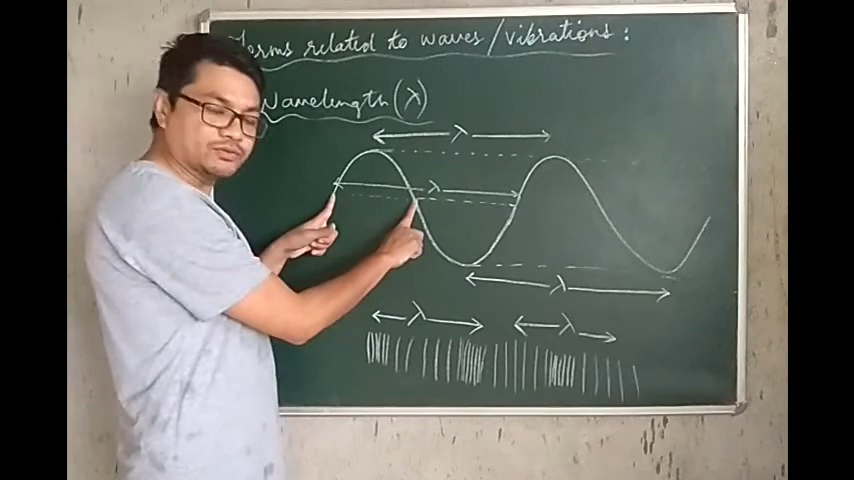 Terms related to waves/vibrations:
Wavelength (λ)
λ
λ
λ
λ λ